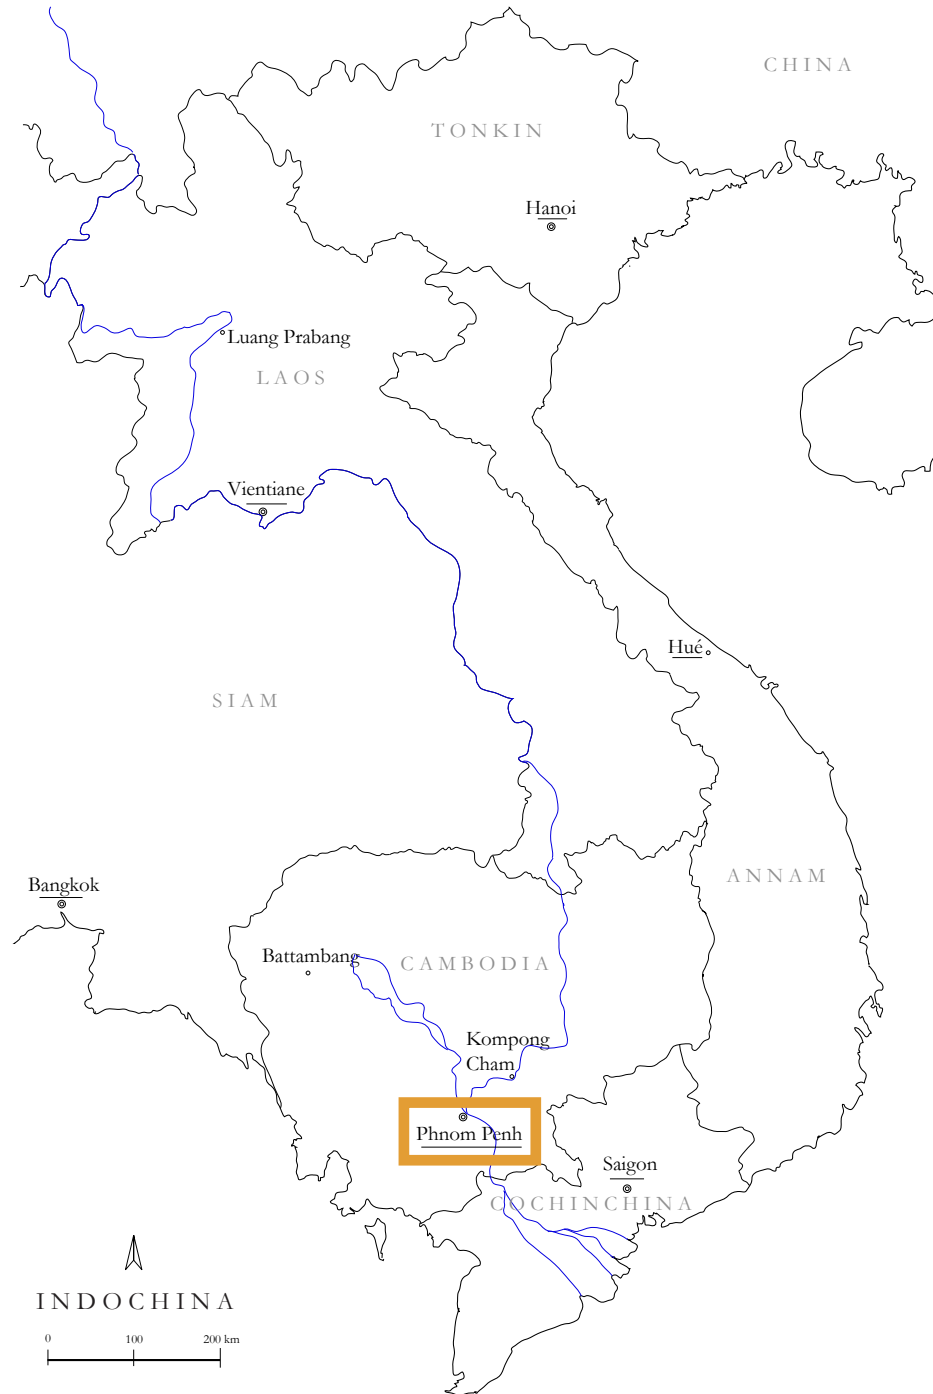 CHINA
TONKIN
Hanoi
Luang Prabang
LAOS
Vientiane
Hué
SIAM
ANNAM
Bangkok
Battambang
CAMBODIA
Kompong
Cham
Phnom Penh
Saigon
COCHINCHINA
INDOCHINA
0 100 200 km